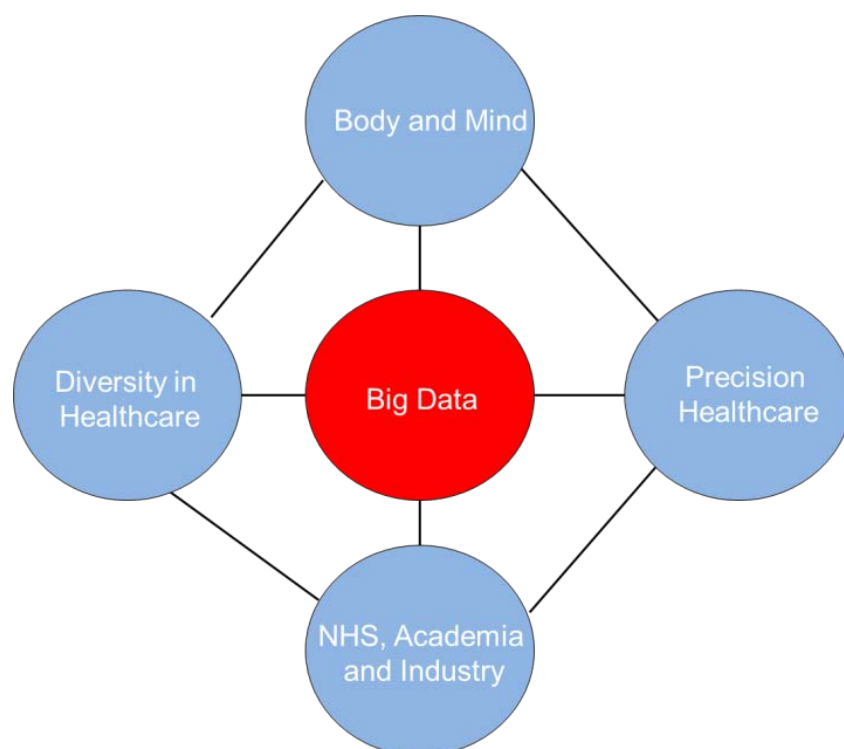 Body and Mind
Diversity in
Healthcare
Big Data
Precision
Healthcare
NHS, Academia
and Industry